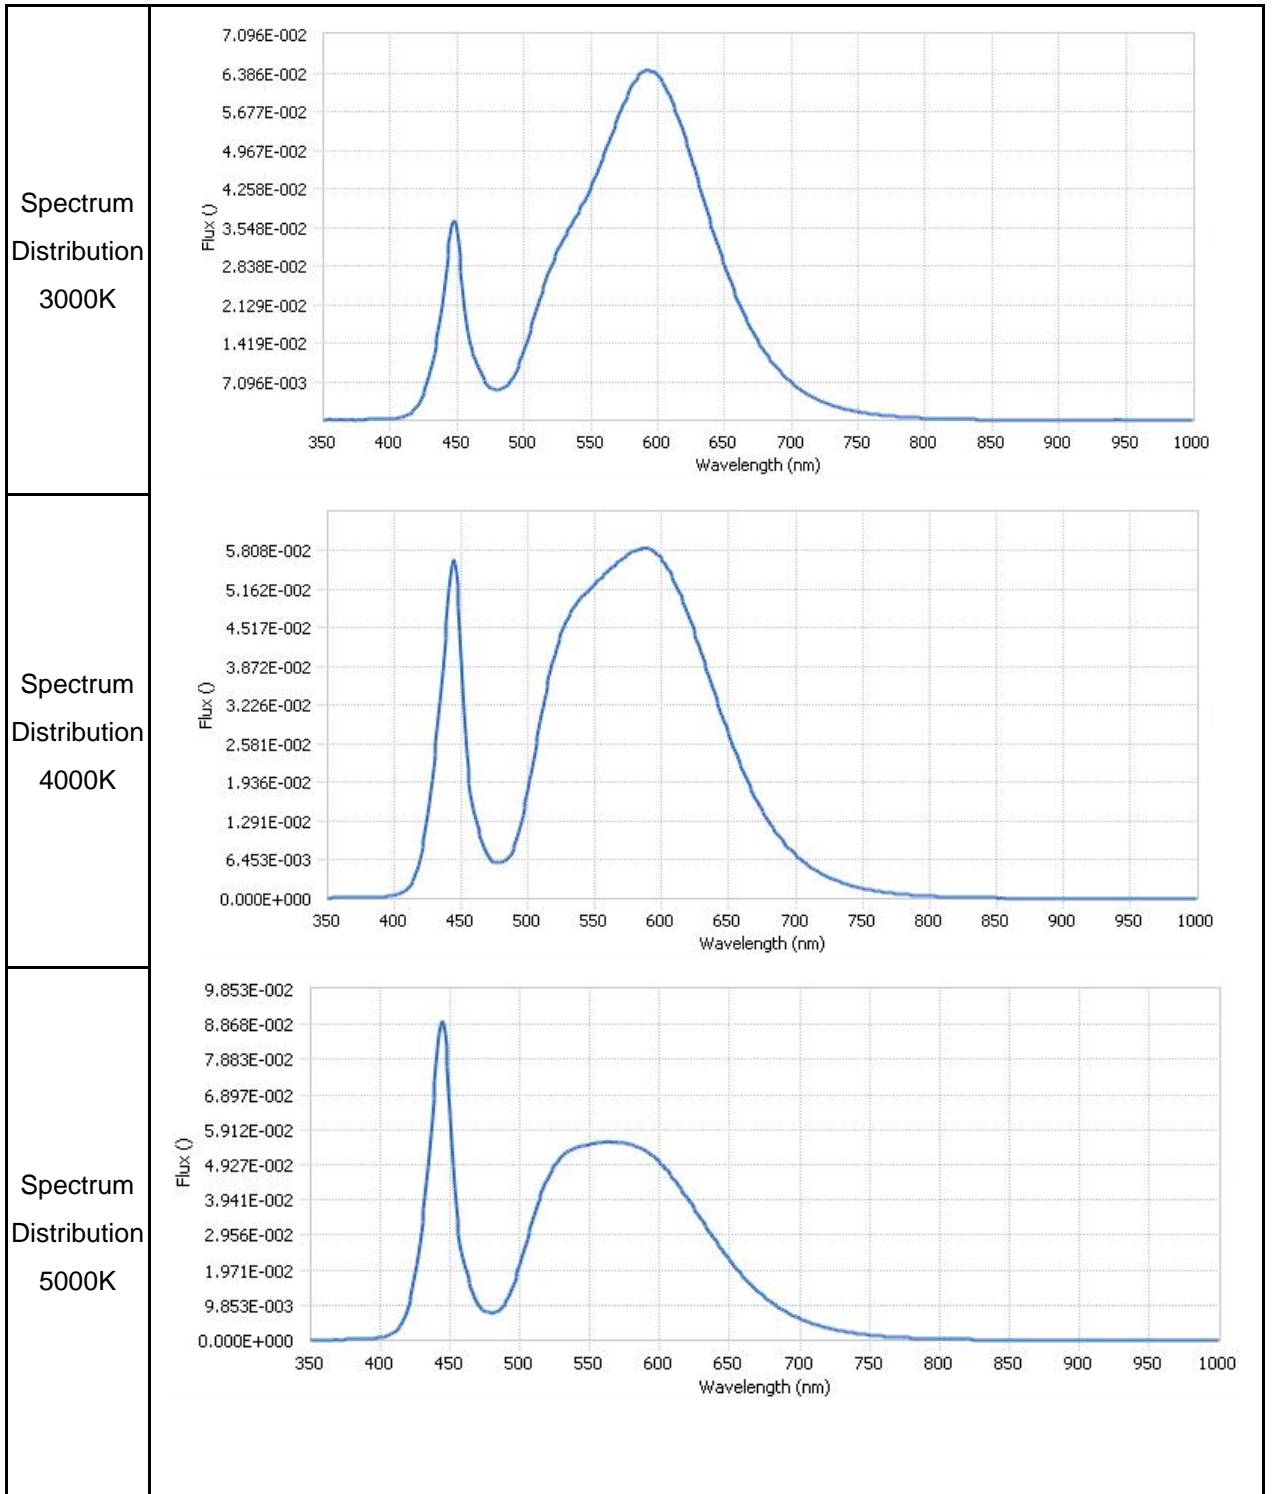 Spectrum
Distribution
3000K
7.096E-002
6.386E-002
5.677E-002
4.967E-002
4.258E-002
3.548E-002
2.838E-002
2.129E-002
1.419E-002
7.096E-003
Flux ()
350 400 450 500 550 600 650 700 750 800 850 900 950 1000
Wavelength (nm)
Spectrum
Distribution
4000K
5.808E-002
5.162E-002
4.517E-002
3.872E-002
3.226E-002
2.581E-002
1.936E-002
1.291E-002
6.453E-003
0.000E+000
Flux ()
350 400 450 500 550 600 650 700 750 800 850 900 950 1000
Wavelength (nm)
Spectrum
Distribution
5000K
9.853E-002
8.868E-002
7.883E-002
6.897E-002
5.912E-002
4.927E-002
3.941E-002
2.956E-002
1.971E-002
9.853E-003
0.000E+000
Flux ()
350 400 450 500 550 600 650 700 750 800 850 900 950 1000
Wavelength (nm)